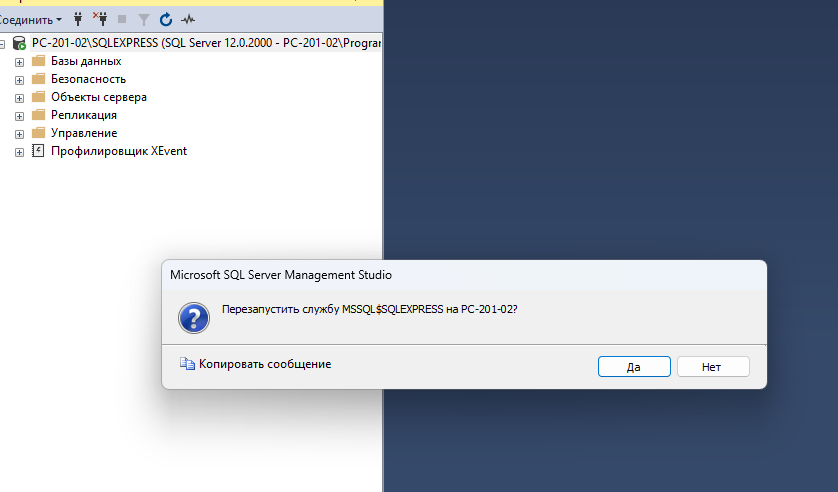 Соединить
PC-201-02\SQLEXPRESS (SQL Server 12.0.2000 - PC-201-02\Progran
Базы данных
Безопасность
Объекты сервера
Репликация
Управление
Профилировщик XEvent
Microsoft SQL Server Management Studio
Перезапустить службу MSSQL$SQLEXPRESS на PC-201-02?
Копировать сообщение
Да
Нет